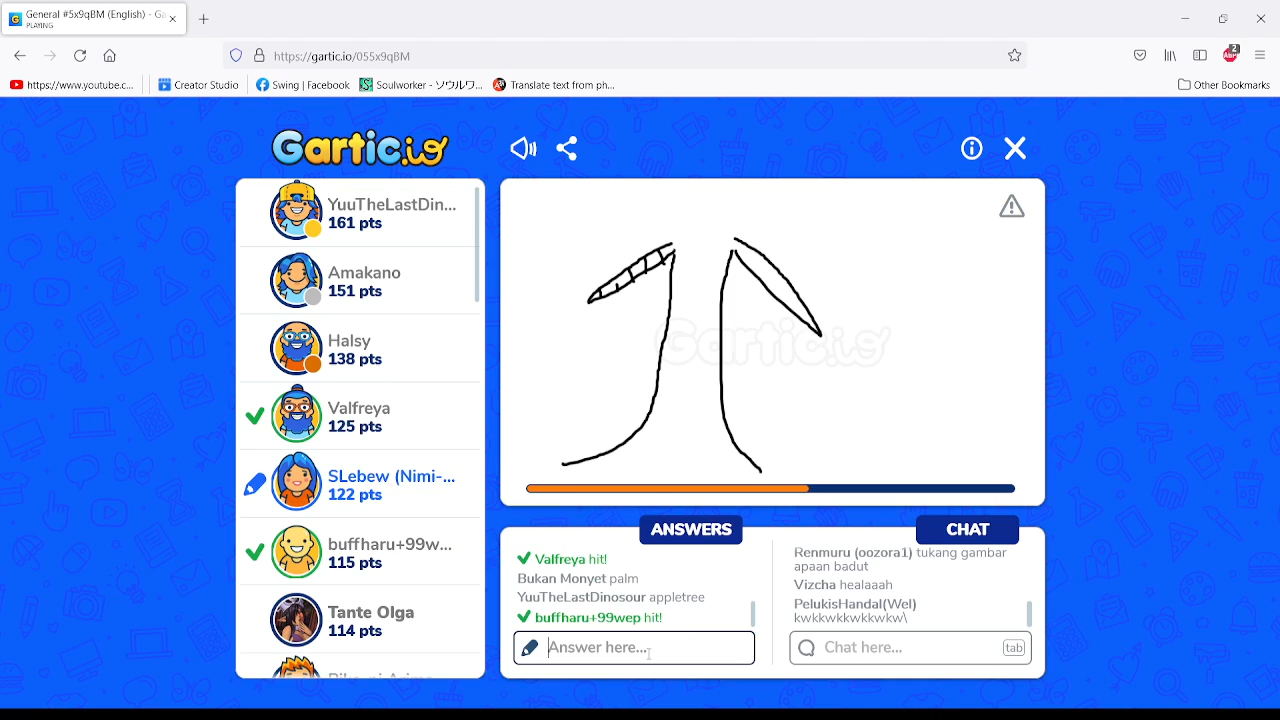 General #5x9qBM (English) - Ga
PLAYING
https://gartic.io/055x9qBM
2
https://www.youtube.c...
Creator Studio
Swing | Facebook
Soulworker - ソウルワ...
Translate text from ph...
Other Bookmarks
Gartic.io
YuuTheLastDin...
161 pts
Amakano
151 pts
Halsy
138 pts
Valfreya
125 pts
SLebew (Nimi-...
122 pts
buffharu+99w...
115 pts
Tante Olga
114 pts
Gartic.io
ANSWERS
Valfreya hit!
Bukan Monyet palm
YuuTheLastDinosour appletree
buffharu+99wep hit!
Answer here...
CHAT
Renmuru (oozora1) tukang gambar
apaan badut
Vizcha healaaah
PelukisHandal(Wel)
kwkkwkkwkkwkw\
Chat here...
tab